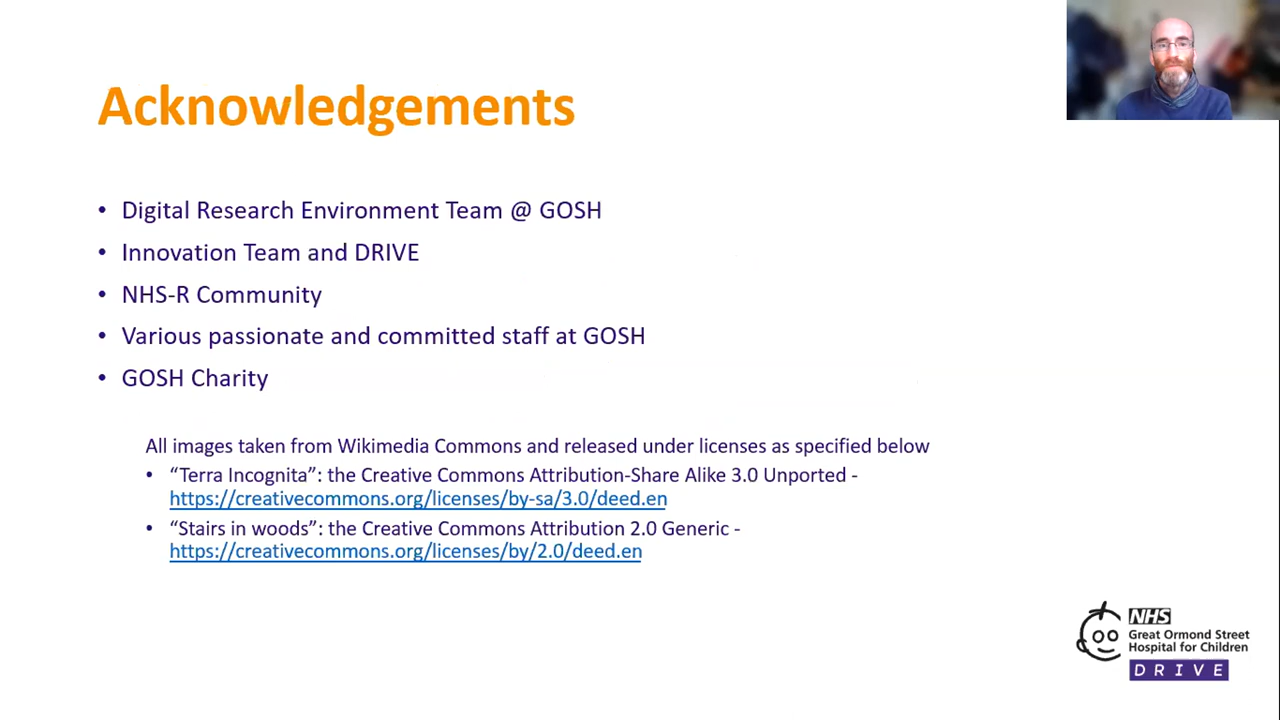 Acknowledgements
• Digital Research Environment Team @ GOSH
• Innovation Team and DRIVE
• NHS-R Community
• Various passionate and committed staff at GOSH
• GOSH Charity
All images taken from Wikimedia Commons and released under licenses as specified below
• “Terra Incognita”: the Creative Commons Attribution-Share Alike 3.0 Unported -
https://creativecommons.org/licenses/by-sa/3.0/deed.en
• “Stairs in woods”: the Creative Commons Attribution 2.0 Generic -
https://creativecommons.org/licenses/by/2.0/deed.en
NHS
Great Ormond Street
Hospital for Children
DRIVE